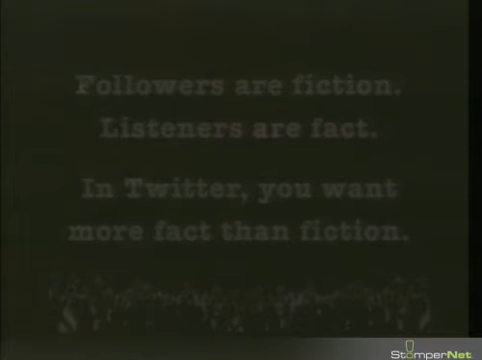 Followers are fiction.
Listeners are fact.
In Twitter, you want
more fact than fiction.
StomperNet